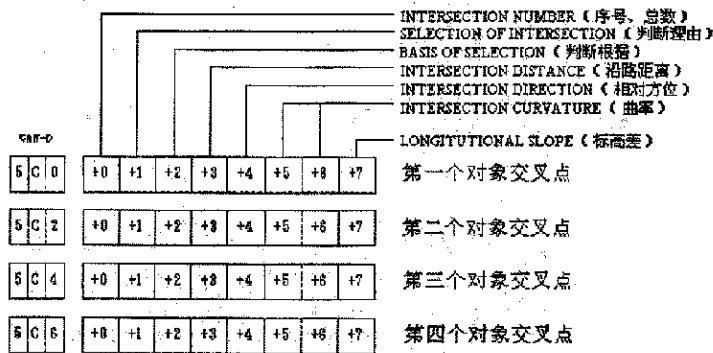 INTERSECTION NUMBER（序号、总数）
SELECTION OF INTERSECTION（判断理由）
BASIS OF SELECTION（判断根据）
INTERSECTION DISTANCE（沿路距离）
INTERSECTION DIRECTION（相对方位）
INTERSECTION CURVATURE（曲率）
LONGITUTIONAL SLOPE（标高差）
5 C 0 +0 +1 +2 +3 +4 +5 +6 +7 第一个对象交叉点
5 C 2 +0 +1 +2 +3 +4 +5 +6 +7 第二个对象交叉点
5 C 4 +0 +1 +2 +3 +4 +5 +6 +7 第三个对象交叉点
5 C 6 +0 +1 +2 +3 +4 +5 +6 +7 第四个对象交叉点